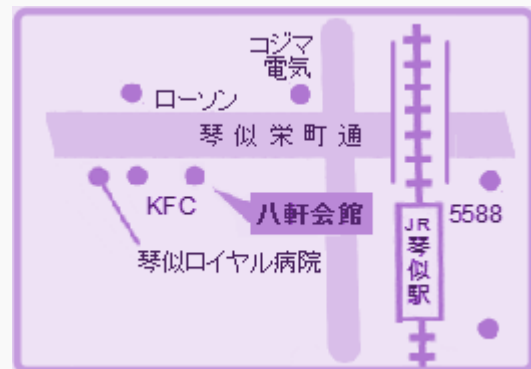 コジマ
電気
ローソン
琴似栄町通
KFC
八軒会館
5588
JR
琴似駅
琴似ロイヤル病院